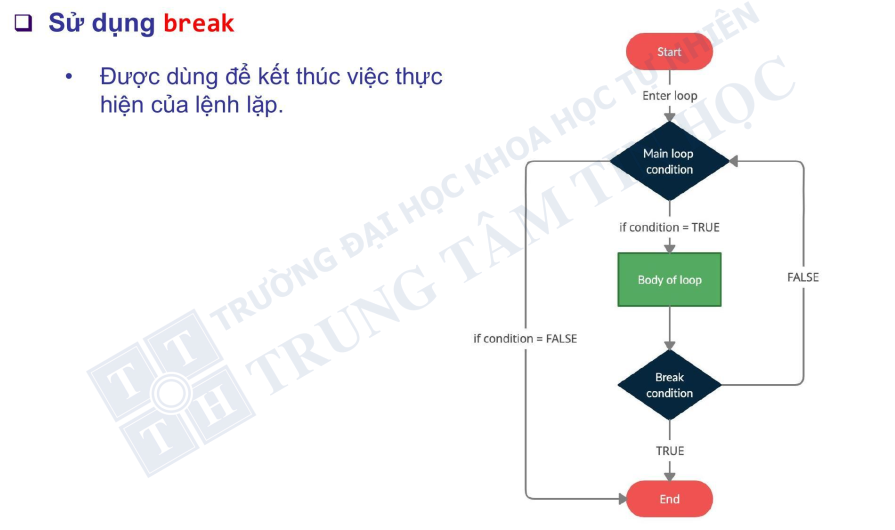 Sử dụng break
• Được dùng để kết thúc việc thực
hiện của lệnh lặp.
Start
Enter loop
Main loop
condition
if condition = TRUE
Body of loop
FALSE
if condition = FALSE
Break
condition
TRUE
End
TRƯỜNG ĐẠI HỌC KHOA HỌC TỰ NHIÊN
TRUNG TÂM TIN HỌC
T T
T H